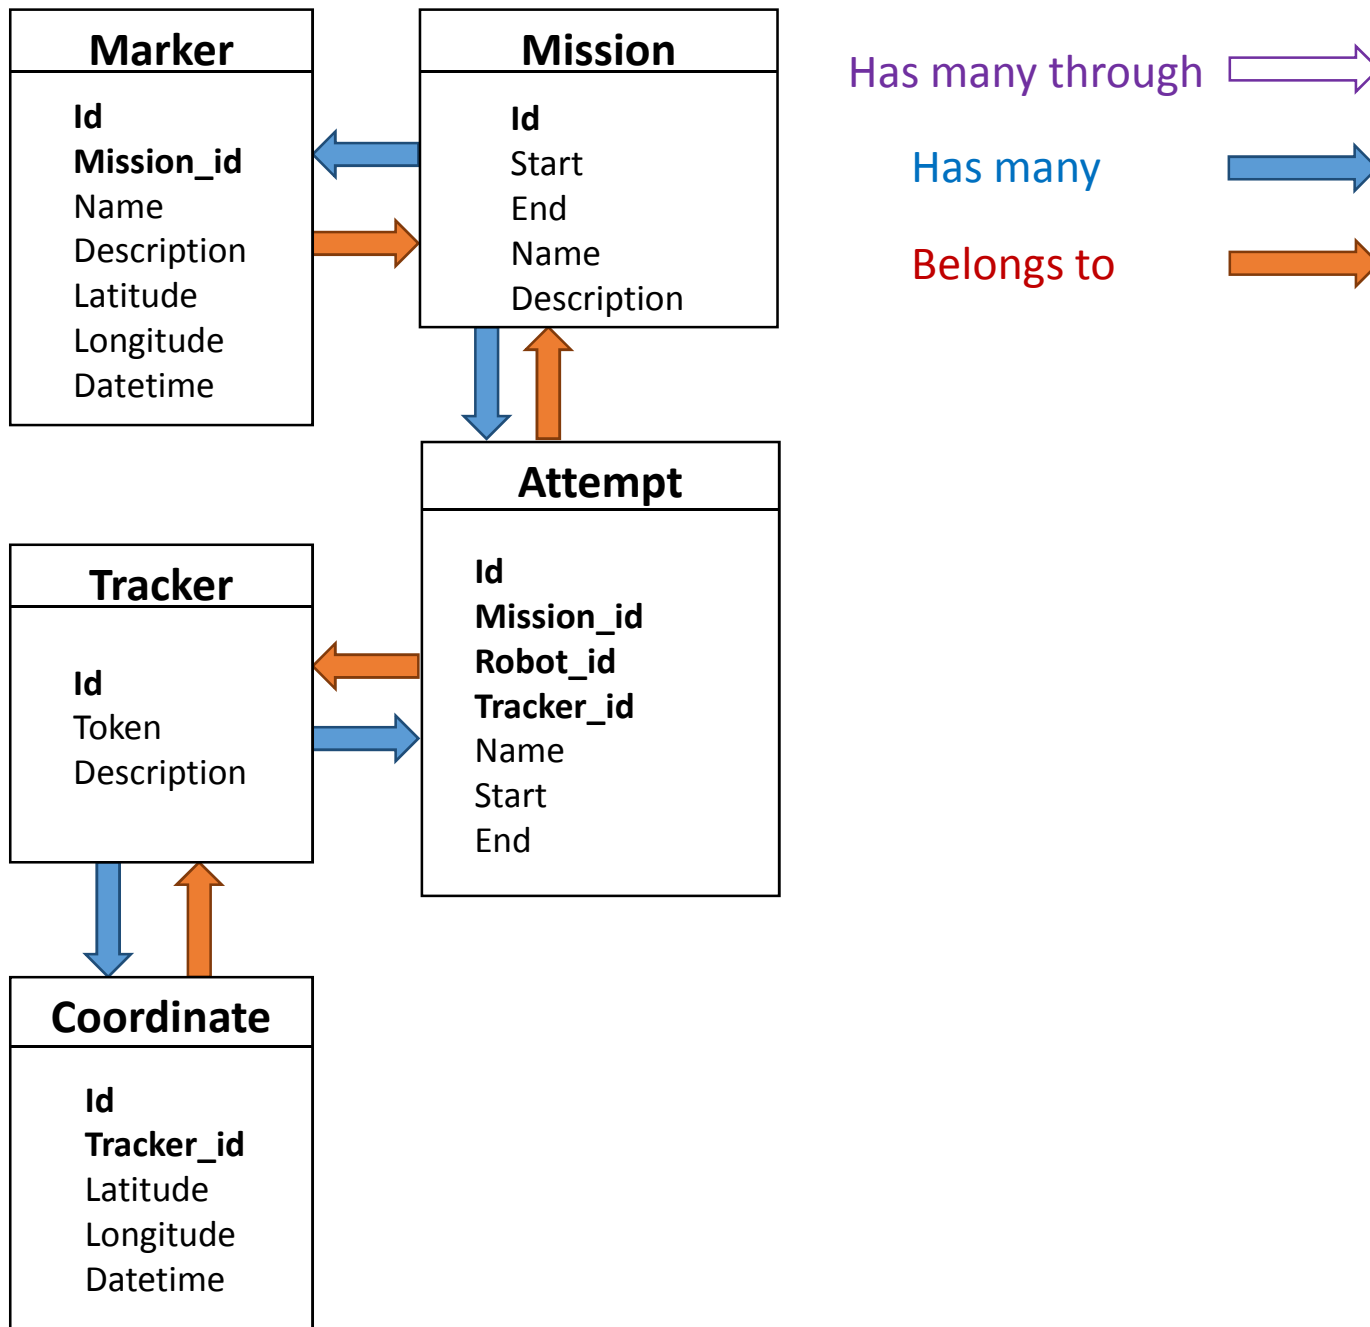 Marker
Id
Mission_id
Name
Description
Latitude
Longitude
Datetime
Mission
Id
Start
End
Name
Description
Has many through
Has many
Belongs to
Attempt
Id
Mission_id
Robot_id
Tracker_id
Name
Start
End
Tracker
Id
Token
Description
Coordinate
Id
Tracker_id
Latitude
Longitude
Datetime